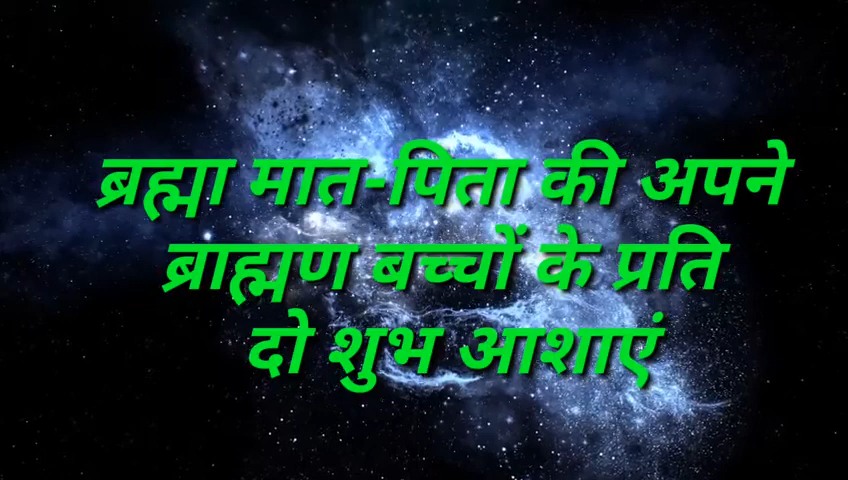 ब्रह्मा मात-पिता की अपने
ब्राह्मण बच्चों के प्रति
दो शुभ आशाएं